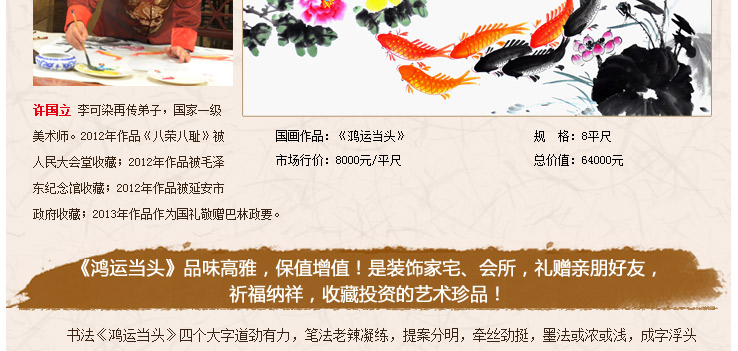 许国立 李可染再传弟子，国家一级
美术师。2012年作品《八荣八耻》被
人民大会堂收藏；2012年作品被毛泽
东纪念馆收藏；2012年作品被延安市
政府收藏；2013年作品作为国礼敬赠巴林政要。
国画作品：《鸿运当头》 规 格：8平尺
市场行价：8000元/平尺 总价值：64000元
《鸿运当头》品味高雅，保值增值！是装饰家宅、会所，礼赠亲朋好友，
祈福纳祥，收藏投资的艺术珍品！
书法《鸿运当头》四个大字遒劲有力，笔法老辣凝练，提案分明，牵丝劲挺，墨法或浓或浅，成字浮头